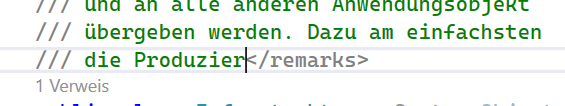 /// und an alle anderen Anwendungsobjekt
/// übergeben werden. Dazu am einfachsten
/// die Produzier</remarks>
1 Verweis